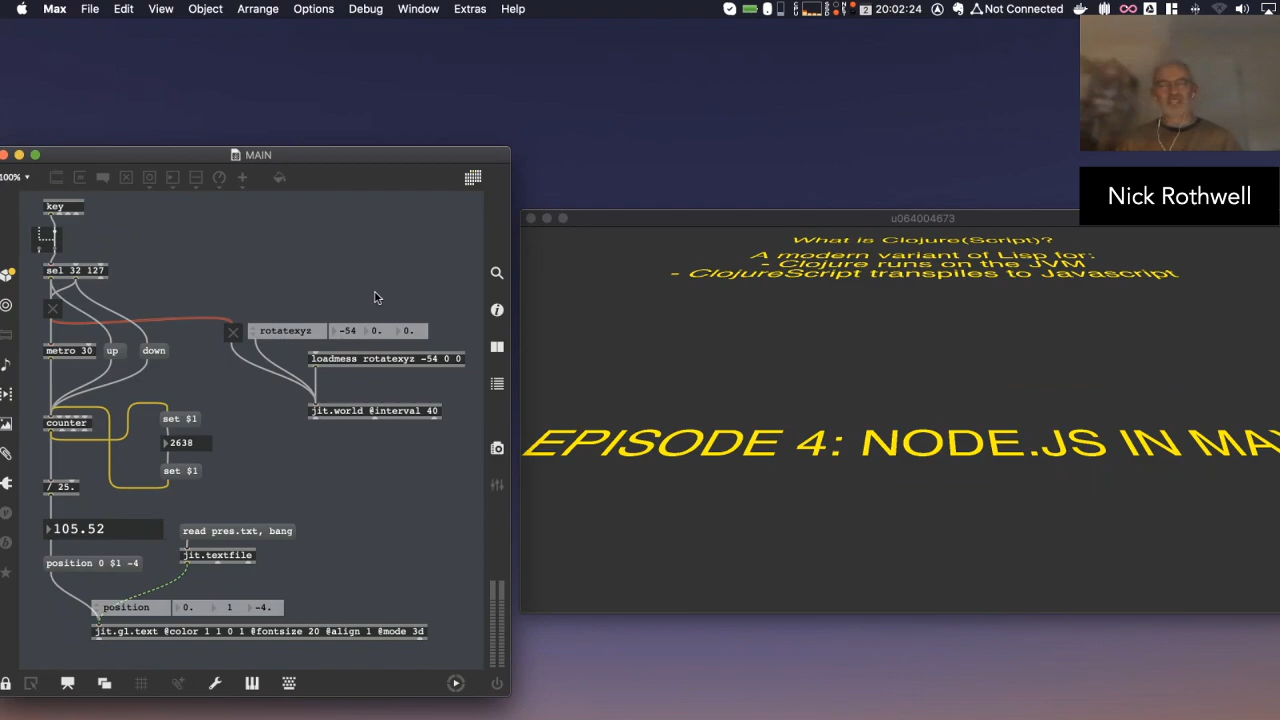 Max File Edit View Object Arrange Options Debug Window Extras Help
2 20:02:24 Not Connected
Nick Rothwell
MAIN
100%
key
sel 32 127
metro 30 up down
rotatexyz -54 0. 0.
loadmess rotatexyz -54 0 0
jit.world @interval 40
counter
set $1
2638
set $1
/ 25.
105.52
read pres.txt, bang
jit.textfile
position 0 $1 -4
position 0. 1 -4.
jit.gl.text @color 1 1 0 1 @fontsize 20 @align 1 @mode 3d
u064004673
What is Clojure(Script)?
A modern variant of Lisp for:
- Clojure runs on the JVM
- ClojureScript transpiles to Javascript
EPISODE 4: NODE.JS IN MA